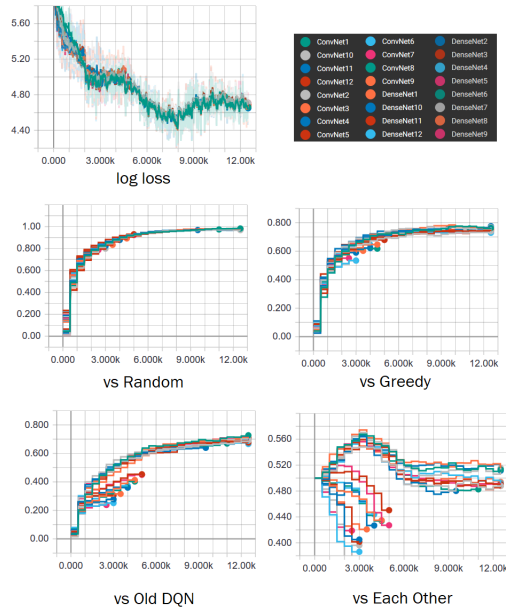 5.60
5.20
4.80
4.40
0.000 3.000k 6.000k 9.000k 12.00k
log loss
ConvNet1 ConvNet6 DenseNet2
ConvNet10 ConvNet7 DenseNet3
ConvNet11 ConvNet8 DenseNet4
ConvNet12 ConvNet9 DenseNet5
ConvNet2 DenseNet1 DenseNet6
ConvNet3 DenseNet10 DenseNet7
ConvNet4 DenseNet11 DenseNet8
ConvNet5 DenseNet12 DenseNet9
1.00
0.800
0.600
0.400
0.200
0.00
0.000 3.000k 6.000k 9.000k 12.00k
vs Random
0.800
0.600
0.400
0.200
0.00
0.000 3.000k 6.000k 9.000k 12.00k
vs Greedy
0.800
0.600
0.400
0.200
0.00
0.000 3.000k 6.000k 9.000k 12.00k
vs Old DQN
0.560
0.520
0.480
0.440
0.400
0.000 3.000k 6.000k 9.000k 12.00k
vs Each Other